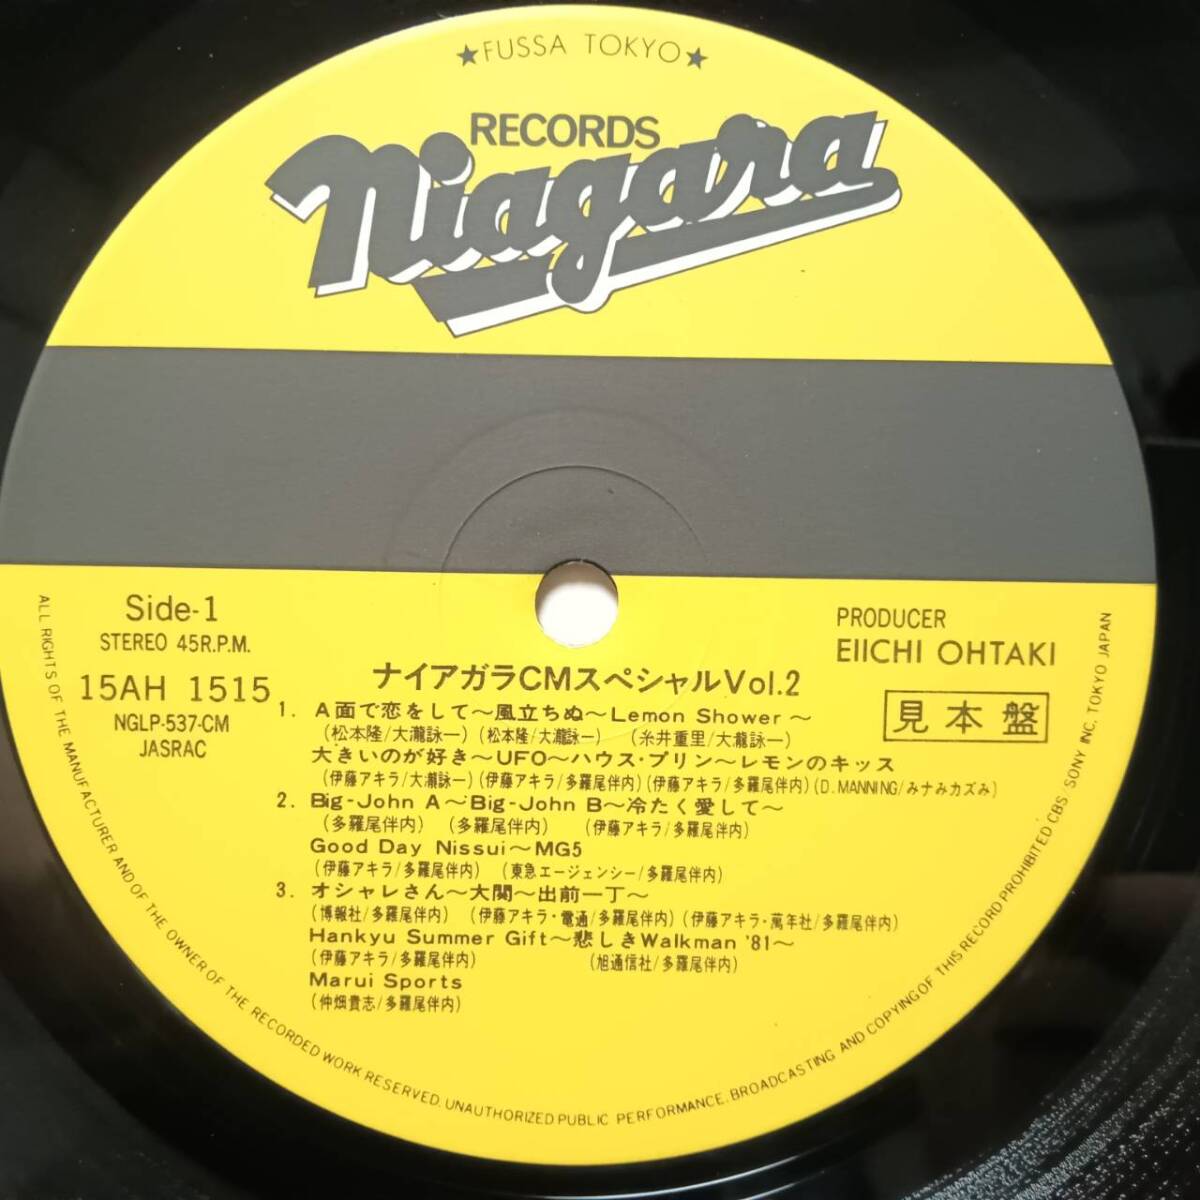 ★FUSSA TOKYO★
RECORDS
Niagara
Side-1
STEREO 45R.P.M.
15AH 1515
NGLP-537-CM
JASRAC
PRODUCER
EIICHI OHTAKI
見本盤
ナイアガラCMスペシャルVol.2
1. A面で恋をして〜風立ちぬ〜Lemon Shower〜
(松本隆/大瀧詠一)(松本隆/大瀧詠一) (糸井重里/大瀧詠一)
大きいのが好き〜UFO〜ハウス・プリン〜レモンのキッス
(伊藤アキラ/大瀧詠一)(伊藤アキラ/多羅尾伴内)(伊藤アキラ/多羅尾伴内)(D.MANNING/みナみカズみ)
2. Big-John A〜Big-John B〜冷たく愛して〜
(多羅尾伴内) (多羅尾伴内) (伊藤アキラ/多羅尾伴内)
Good Day Nissui〜MG5
(伊藤アキラ/多羅尾伴内) (東急エージェンシー/多羅尾伴内)
3. オシャレさん〜大関〜出前一丁〜
(博報社/多羅尾伴内) (伊藤アキラ・電通/多羅尾伴内)(伊藤アキラ・萬年社/多羅尾伴内)
Hankyu Summer Gift〜悲しきWalkman '81〜
(伊藤アキラ/多羅尾伴内) (旭通信社/多羅尾伴内)
Marui Sports
(仲畑貴志/多羅尾伴内)
ALL RIGHTS OF THE MANUFACTURER AND OF THE OWNER OF THE RECORDED WORK RESERVED. UNAUTHORIZED PUBLIC PERFORMANCE, BROADCASTING AND COPYING OF THIS RECORD PROHIBITED CBS/SONY INC. TOKYO JAPAN